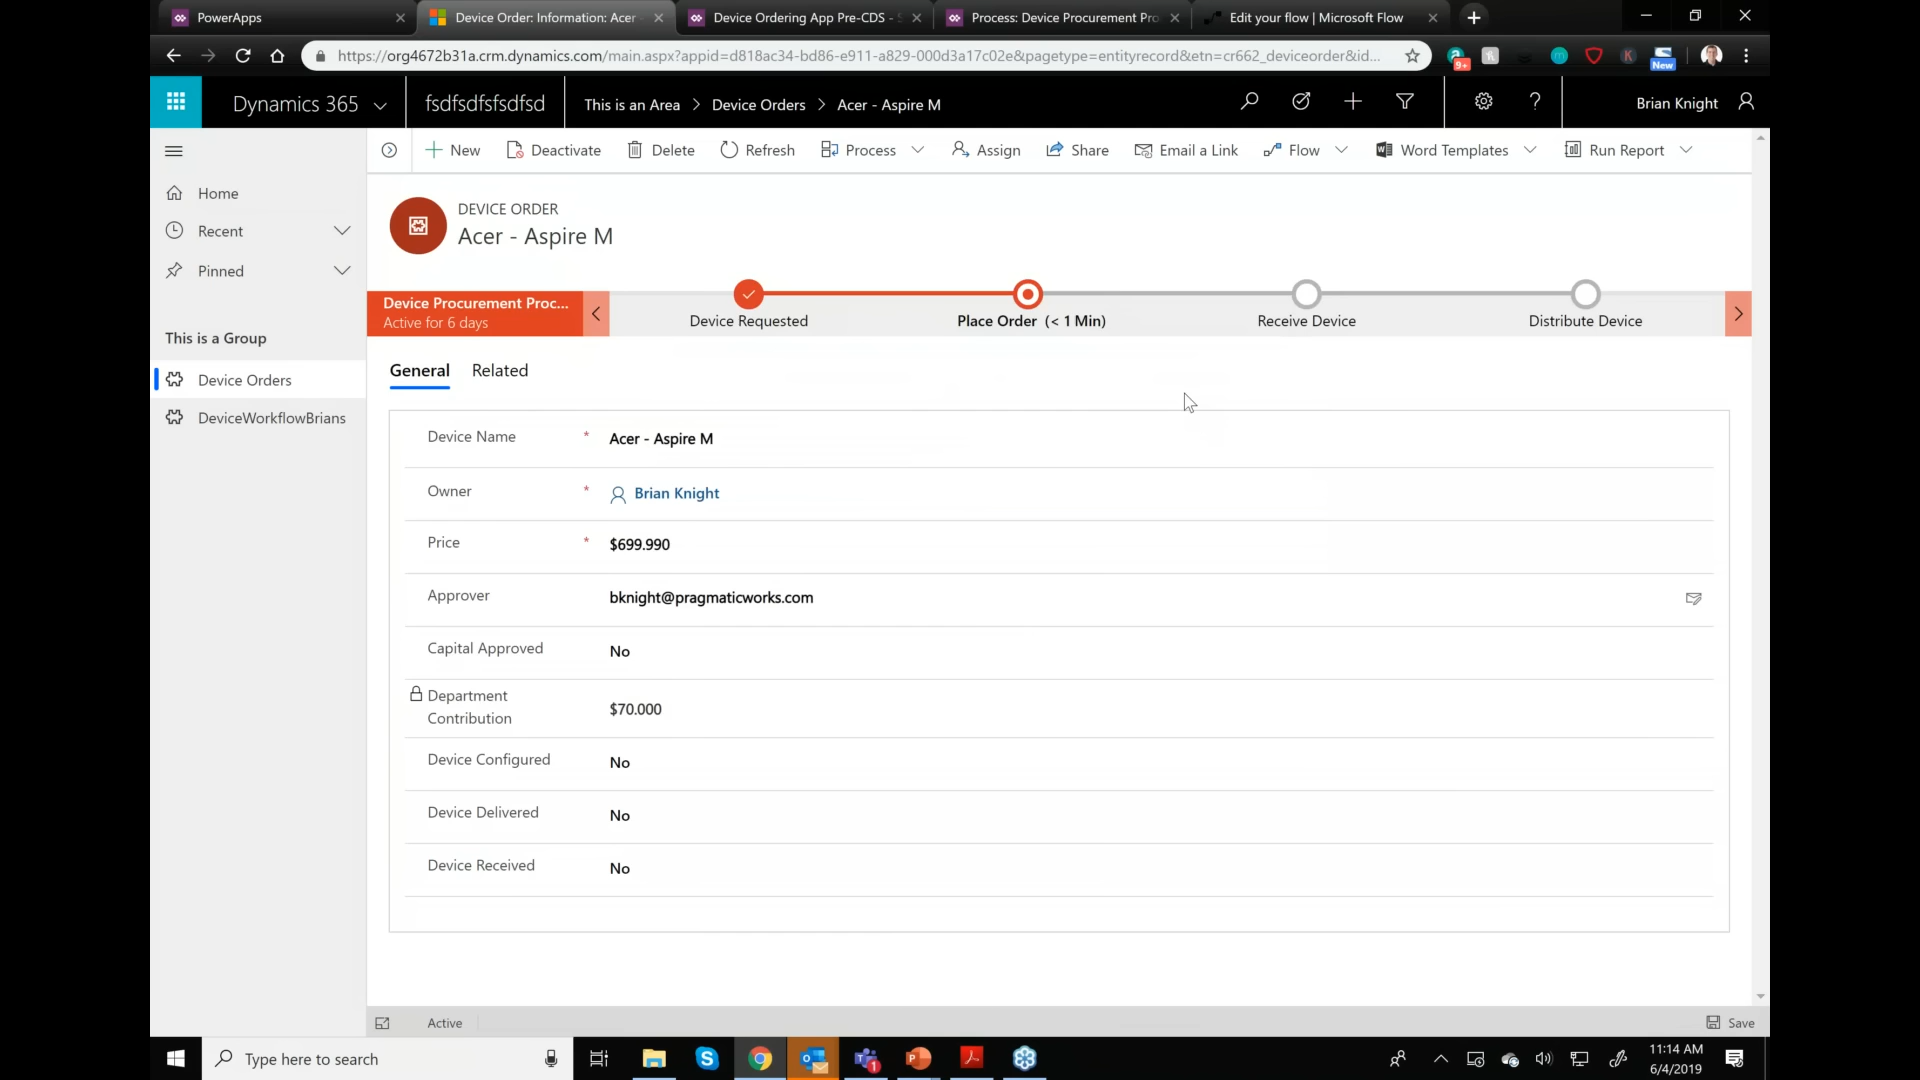 PowerApps
Device Order: Information: Acer
Device Ordering App Pre-CDS - S
Process: Device Procurement Pro
Edit your flow | Microsoft Flow
https://org4672b31a.crm.dynamics.com/main.aspx?appid=d818ac34-bd86-e911-a829-000d3a17c02e&pagetype=entityrecord&etn=cr662_deviceorder&id...
9+
New
Dynamics 365
fsdfsdfsfsdfsd
This is an Area > Device Orders > Acer - Aspire M
Brian Knight
New
Deactivate
Delete
Refresh
Process
Assign
Share
Email a Link
Flow
Word Templates
Run Report
Home
Recent
Pinned
This is a Group
Device Orders
DeviceWorkflowBrians
DEVICE ORDER
Acer - Aspire M
Device Procurement Proc...
Active for 6 days
Device Requested
Place Order (< 1 Min)
Receive Device
Distribute Device
General
Related
Device Name * Acer - Aspire M
Owner * Brian Knight
Price * $699.990
Approver bknight@pragmaticworks.com
Capital Approved No
Department
Contribution
$70.000
Device Configured No
Device Delivered No
Device Received No
Active
Save
Type here to search
1
11:14 AM
6/4/2019